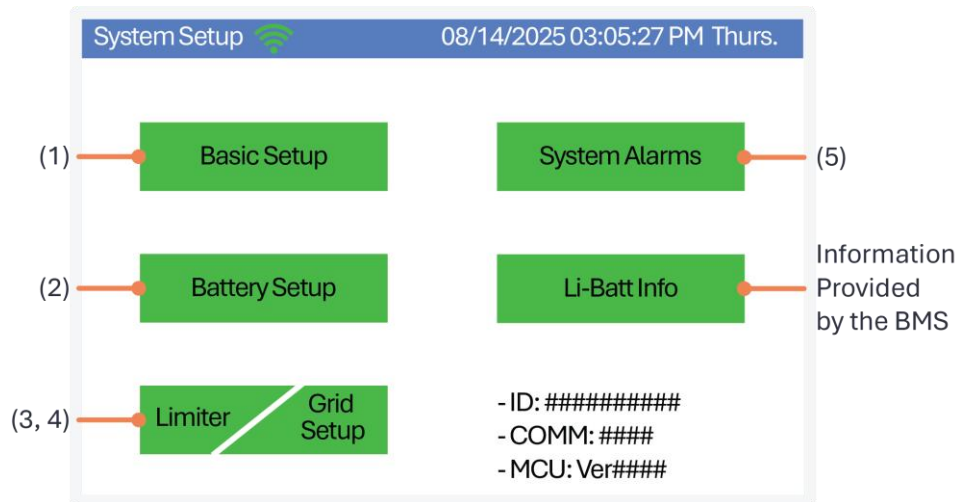 System Setup
08/14/2025 03:05:27 PM Thurs.
(1)
Basic Setup
System Alarms
(5)
(2)
Battery Setup
Li-Batt Info
Information
Provided
by the BMS
(3, 4)
Limiter
Grid
Setup
- ID: ##########
- COMM: ####
- MCU: Ver####